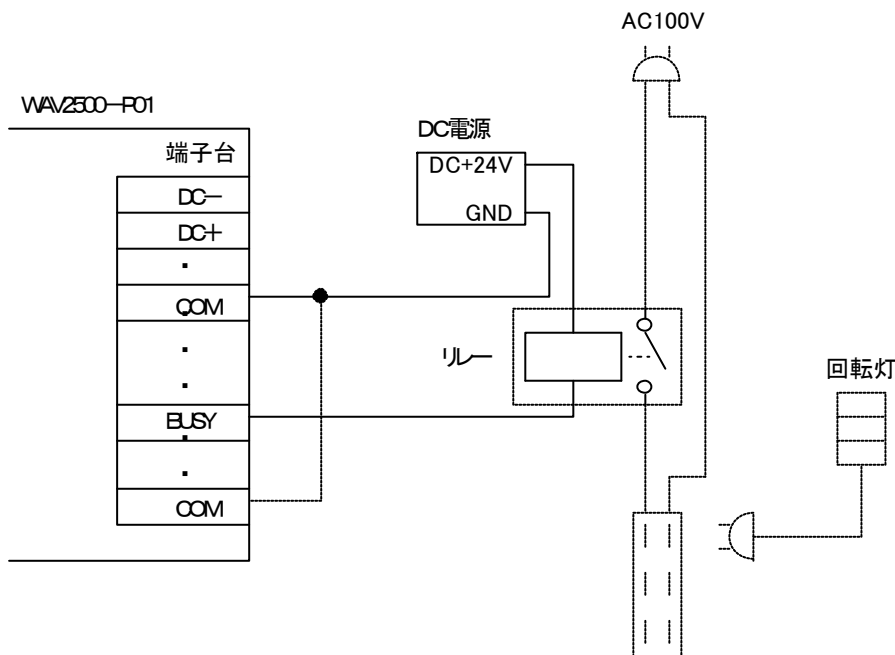 AC100V
WAV2500-P01
DC電源
端子台
DC+24V
DC-
GND
DC+
・
COM
・
・
リレー
回転灯
BUSY
・
COM